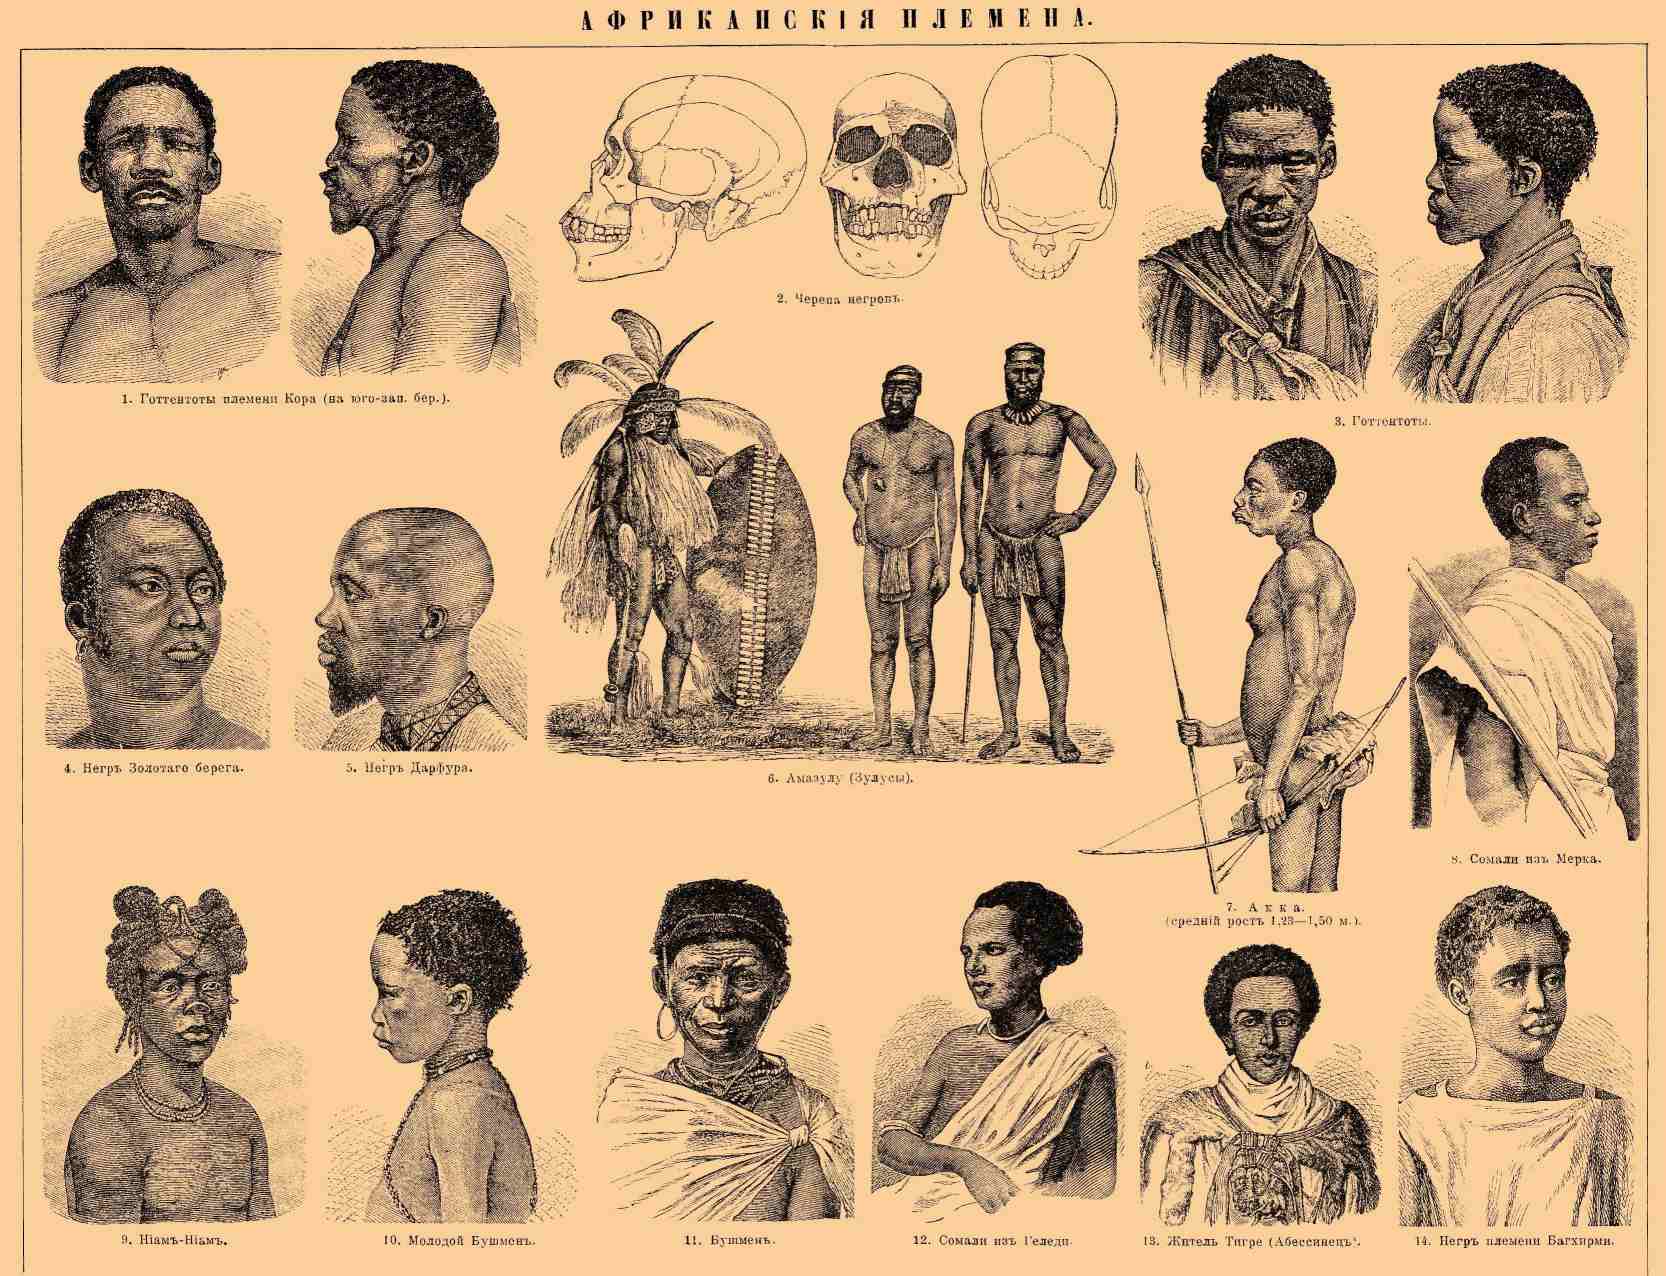 АФРИКАНСКІЯ ПЛЕМЕНА.
1. Готтентоты племени Кора (на юго-зап. бер.).
2. Черепа негровъ.
3. Готтентоты.
4. Негръ Золотаго берега.
5. Негръ Дарфура.
6. Амазулу (Зулусы).
7. Акка.
(средній ростъ 1,23—1,50 м.).
8. Сомали изъ Мерка.
9. Ніамъ-Ніамъ.
10. Молодой Бушменъ.
11. Бушменъ.
12. Сомали изъ Геледи.
13. Житель Тигре (Абессинецъ).
14. Негръ племени Багхирми.